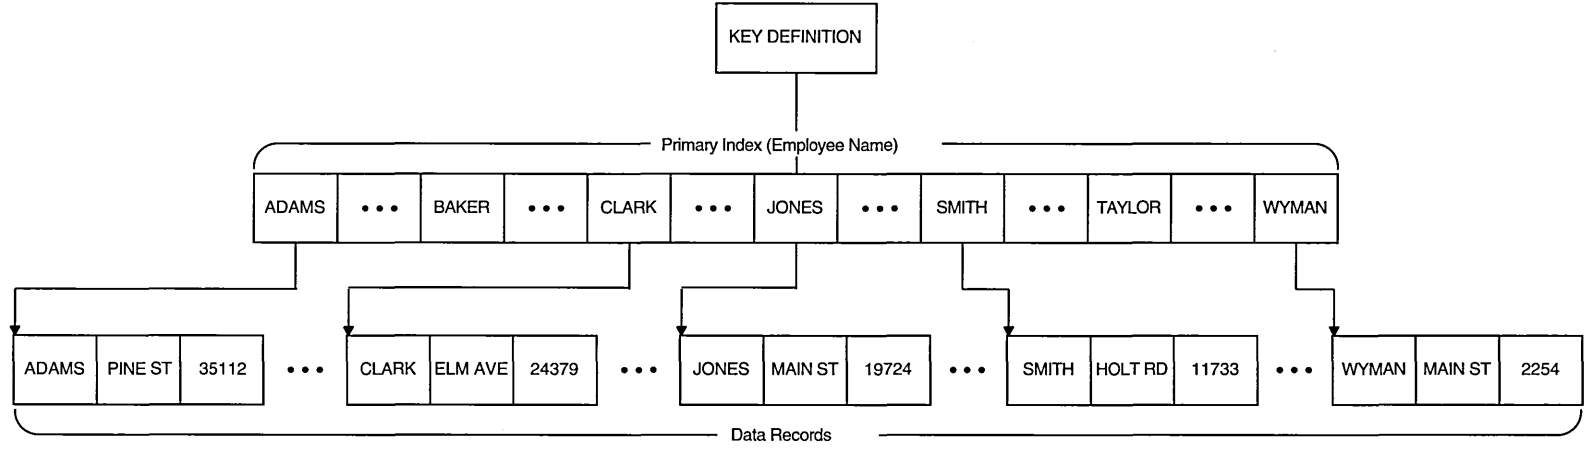 KEY DEFINITION
Primary Index (Employee Name)
ADAMS ••• BAKER ••• CLARK ••• JONES ••• SMITH ••• TAYLOR ••• WYMAN
ADAMS PINE ST 35112 ••• CLARK ELM AVE 24379 ••• JONES MAIN ST 19724 ••• SMITH HOLT RD 11733 ••• WYMAN MAIN ST 2254
Data Records